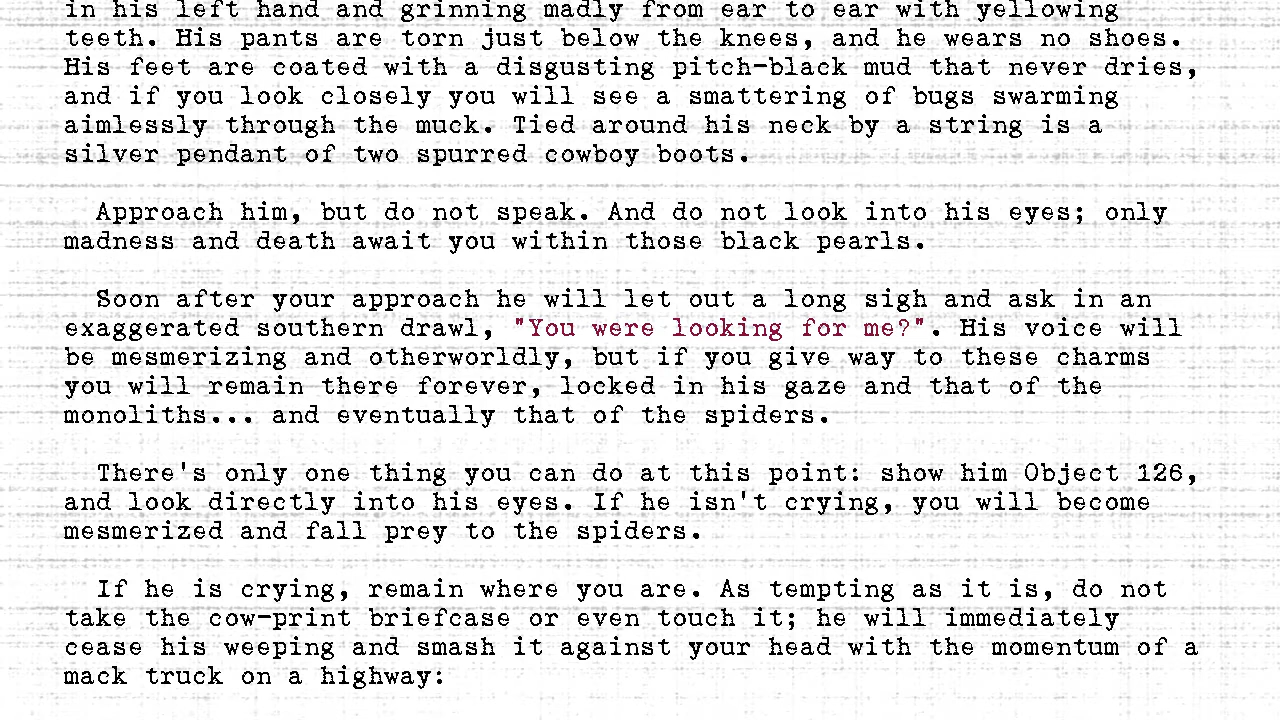 in his left hand and grinning madly from ear to ear with yellowing
teeth. His pants are torn just below the knees, and he wears no shoes.
His feet are coated with a disgusting pitch-black mud that never dries,
and if you look closely you will see a smattering of bugs swarming
aimlessly through the muck. Tied around his neck by a string is a
silver pendant of two spurred cowboy boots.
Approach him, but do not speak. And do not look into his eyes; only
madness and death await you within those black pearls.
Soon after your approach he will let out a long sigh and ask in an
exaggerated southern drawl, "You were looking for me?". His voice will
be mesmerizing and otherworldly, but if you give way to these charms
you will remain there forever, locked in his gaze and that of the
monoliths... and eventually that of the spiders.
There's only one thing you can do at this point: show him Object 126,
and look directly into his eyes. If he isn't crying, you will become
mesmerized and fall prey to the spiders.
If he is crying, remain where you are. As tempting as it is, do not
take the cow-print briefcase or even touch it; he will immediately
cease his weeping and smash it against your head with the momentum of a
mack truck on a highway: